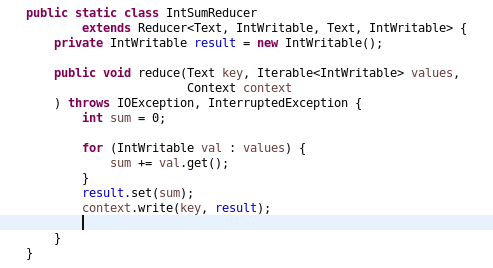 public static class IntSumReducer
extends Reducer<Text, IntWritable, Text, IntWritable> {
private IntWritable result = new IntWritable();
public void reduce(Text key, Iterable<IntWritable> values,
Context context
) throws IOException, InterruptedException {
int sum = 0;
for (IntWritable val : values) {
sum += val.get();
}
result.set(sum);
context.write(key, result);
}
}